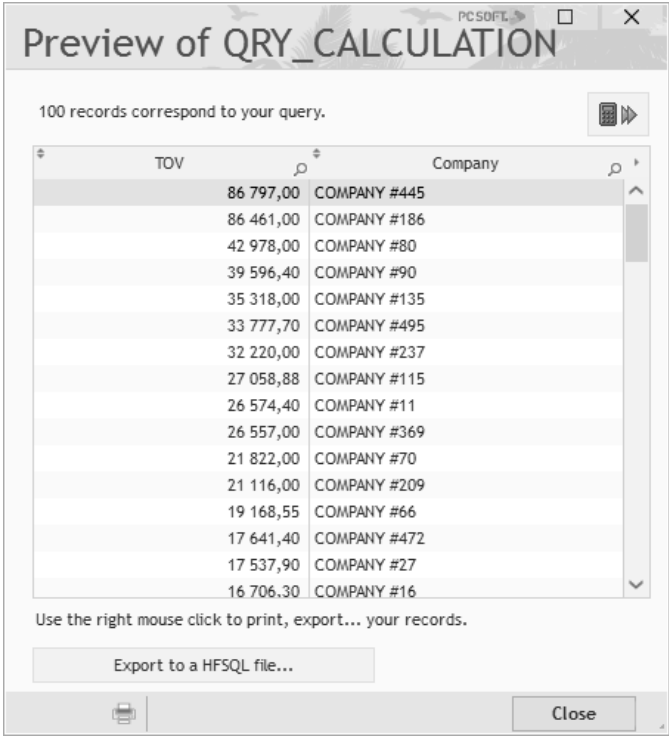 PC SOFT
Preview of QRY_CALCULATION
100 records correspond to your query.
TOV Company
86 797,00 COMPANY #445
86 461,00 COMPANY #186
42 978,00 COMPANY #80
39 596,40 COMPANY #90
35 318,00 COMPANY #135
33 777,70 COMPANY #495
32 220,00 COMPANY #237
27 058,88 COMPANY #115
26 574,40 COMPANY #11
26 557,00 COMPANY #369
21 822,00 COMPANY #70
21 116,00 COMPANY #209
19 168,55 COMPANY #66
17 641,40 COMPANY #472
17 537,90 COMPANY #27
16 706,30 COMPANY #16
Use the right mouse click to print, export... your records.
Export to a HFSQL file...
Close